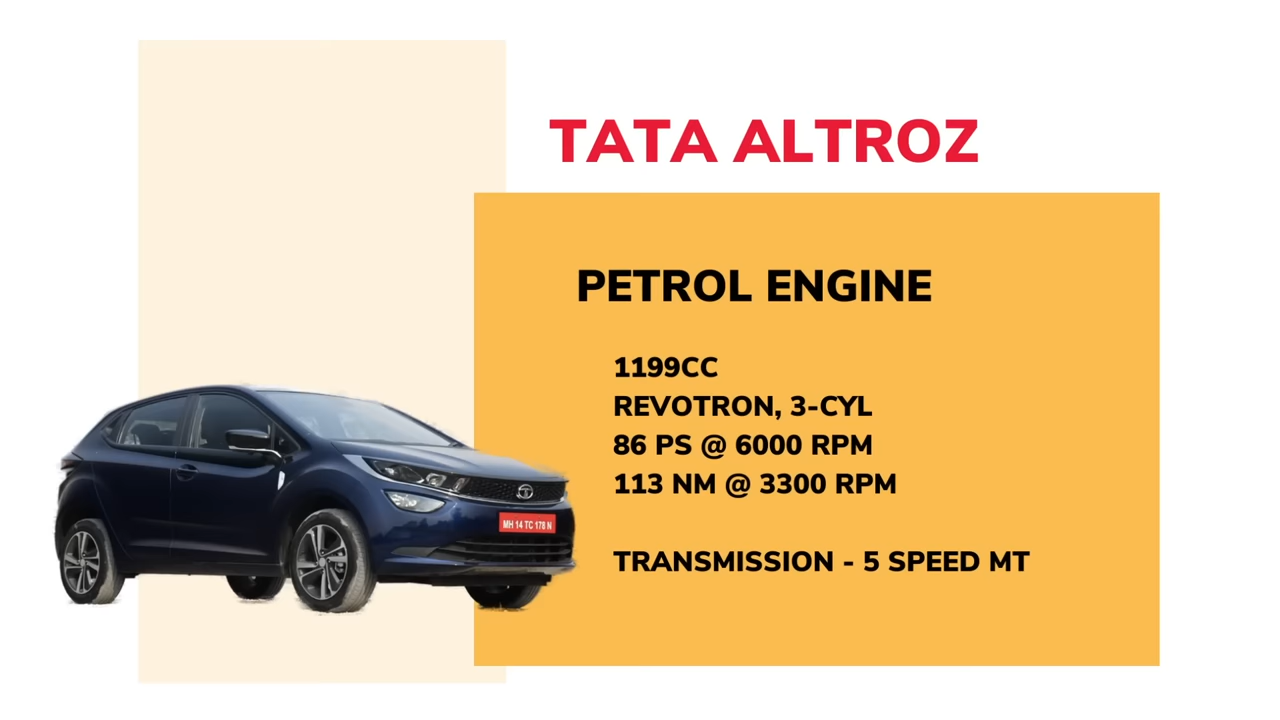 TATA ALTROZ
PETROL ENGINE
1199CC
REVOTRON, 3-CYL
86 PS @ 6000 RPM
113 NM @ 3300 RPM
TRANSMISSION - 5 SPEED MT
MH 14 TC 178 N